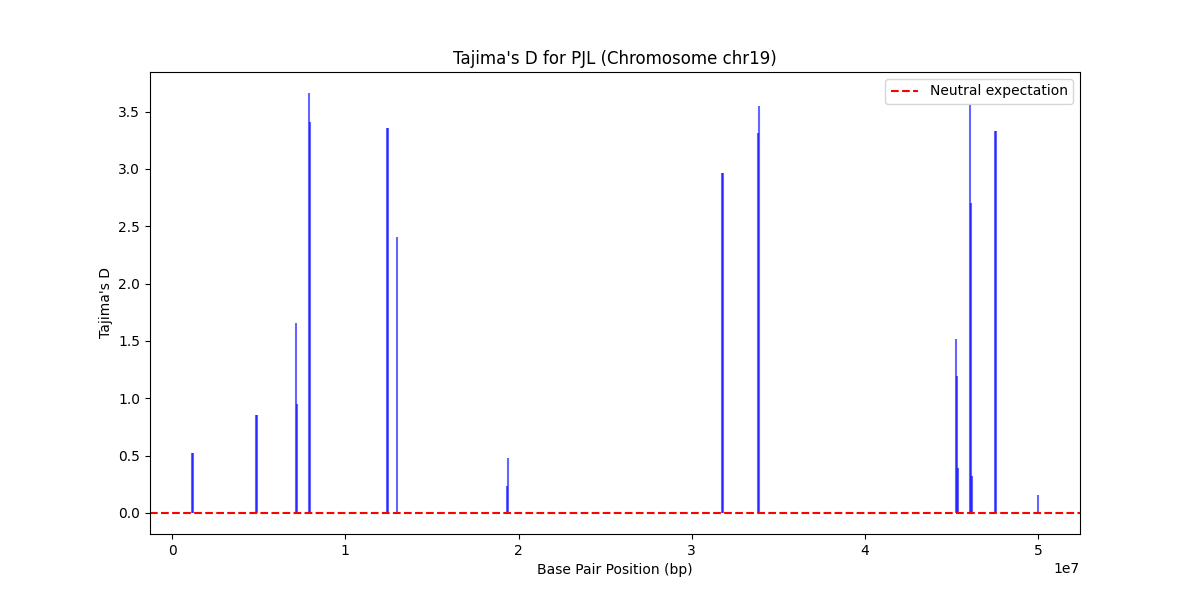 Tajima's D for PJL (Chromosome chr19)
Neutral expectation
Tajima's D
3.5
3.0
2.5
2.0
1.5
1.0
0.5
0.0
0 1 2 3 4 5
1e7
Base Pair Position (bp)